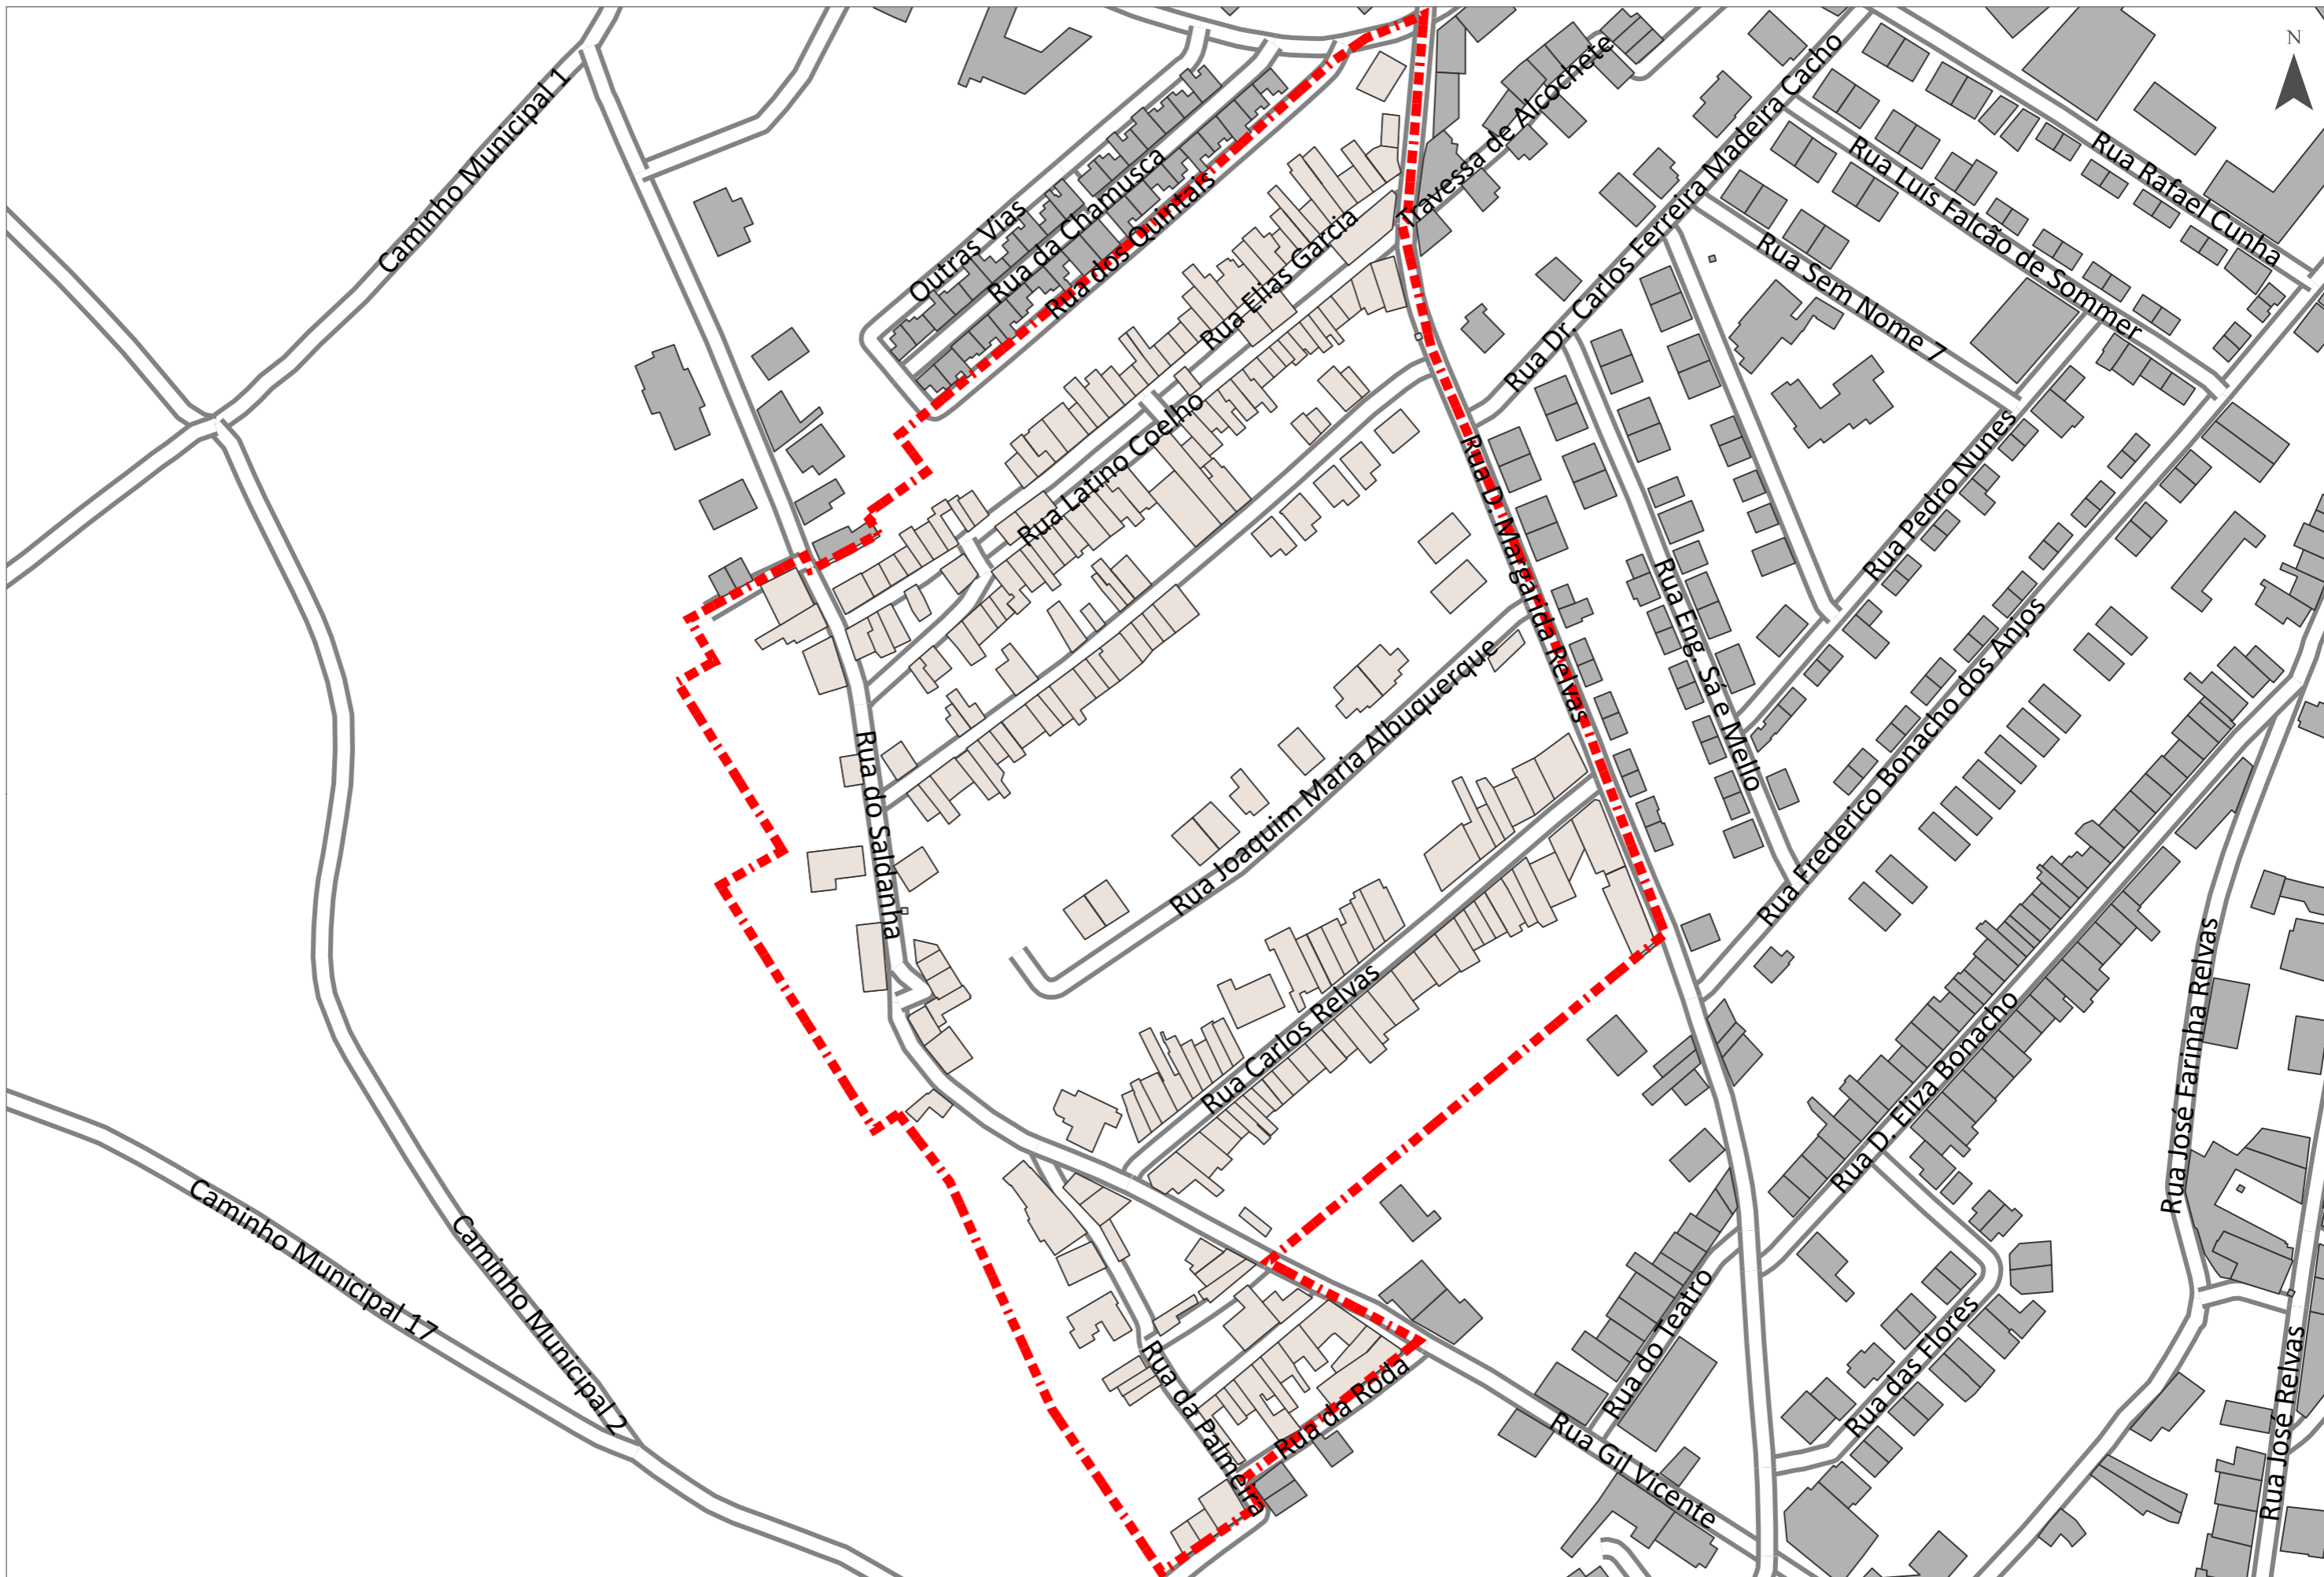 N
Caminho Municipal 1
Travessa de Alcochete
Rua Dr. Carlos Ferreira Madeira Cacho
Rua Rafael Cunha
Rua Luís Falcão de Sommer
Rua Sem Nome 7
Outras Vias
Rua da Chamusca
Rua dos Quintais
Rua Elias Garcia
Rua Latino Coelho
Rua D. Margarida Relvas
Rua Pedro Nunes
Rua Eng. Sá e Mello
Rua Frederico Bonacho dos Anjos
Rua Joaquim Maria Albuquerque
Rua do Saldanha
Rua Carlos Relvas
Rua D. Eliza Bonacho
Rua José Farinha Relvas
Caminho Municipal 17
Caminho Municipal 2
Rua da Palmeira
Rua da Roda
Rua do Teatro
Rua das Flores
Rua Gil Vicente
Rua José Relvas